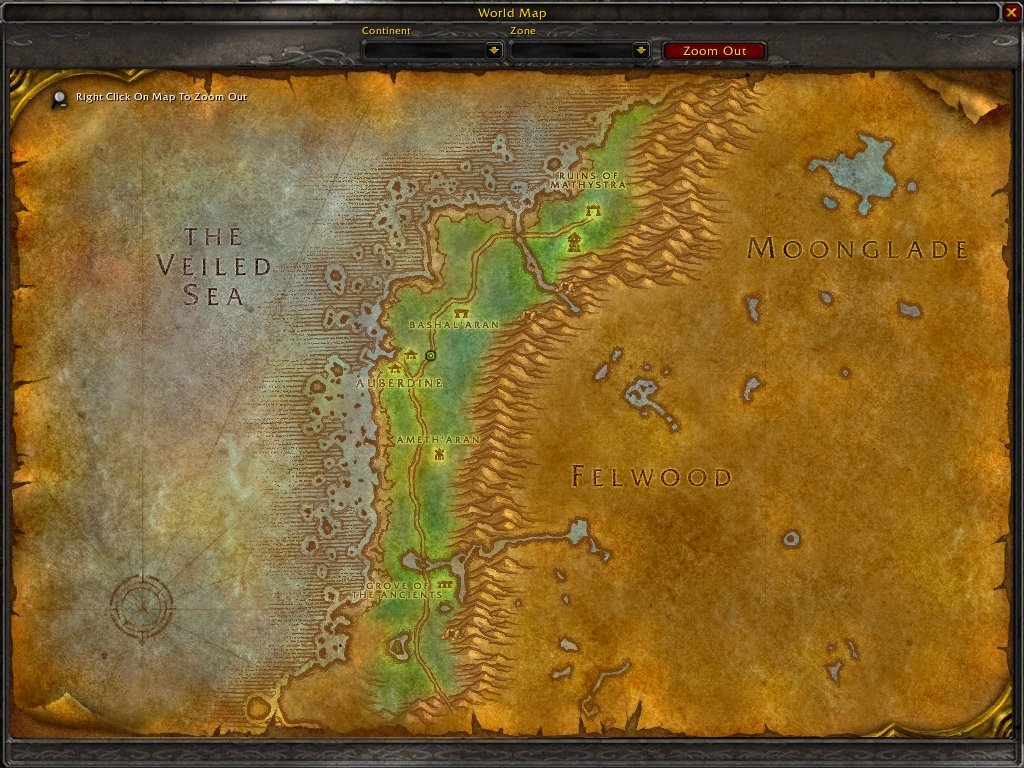 World Map
Continent
Zone
Zoom Out
Right Click On Map To Zoom Out
RUINS OF
MATHYSTRA
THE
VEILED
SEA
MOONGLADE
BASHAL'ARAN
AUBERDINE
AMETH'ARAN
FELWOOD
GROVE OF
THE ANCIENTS